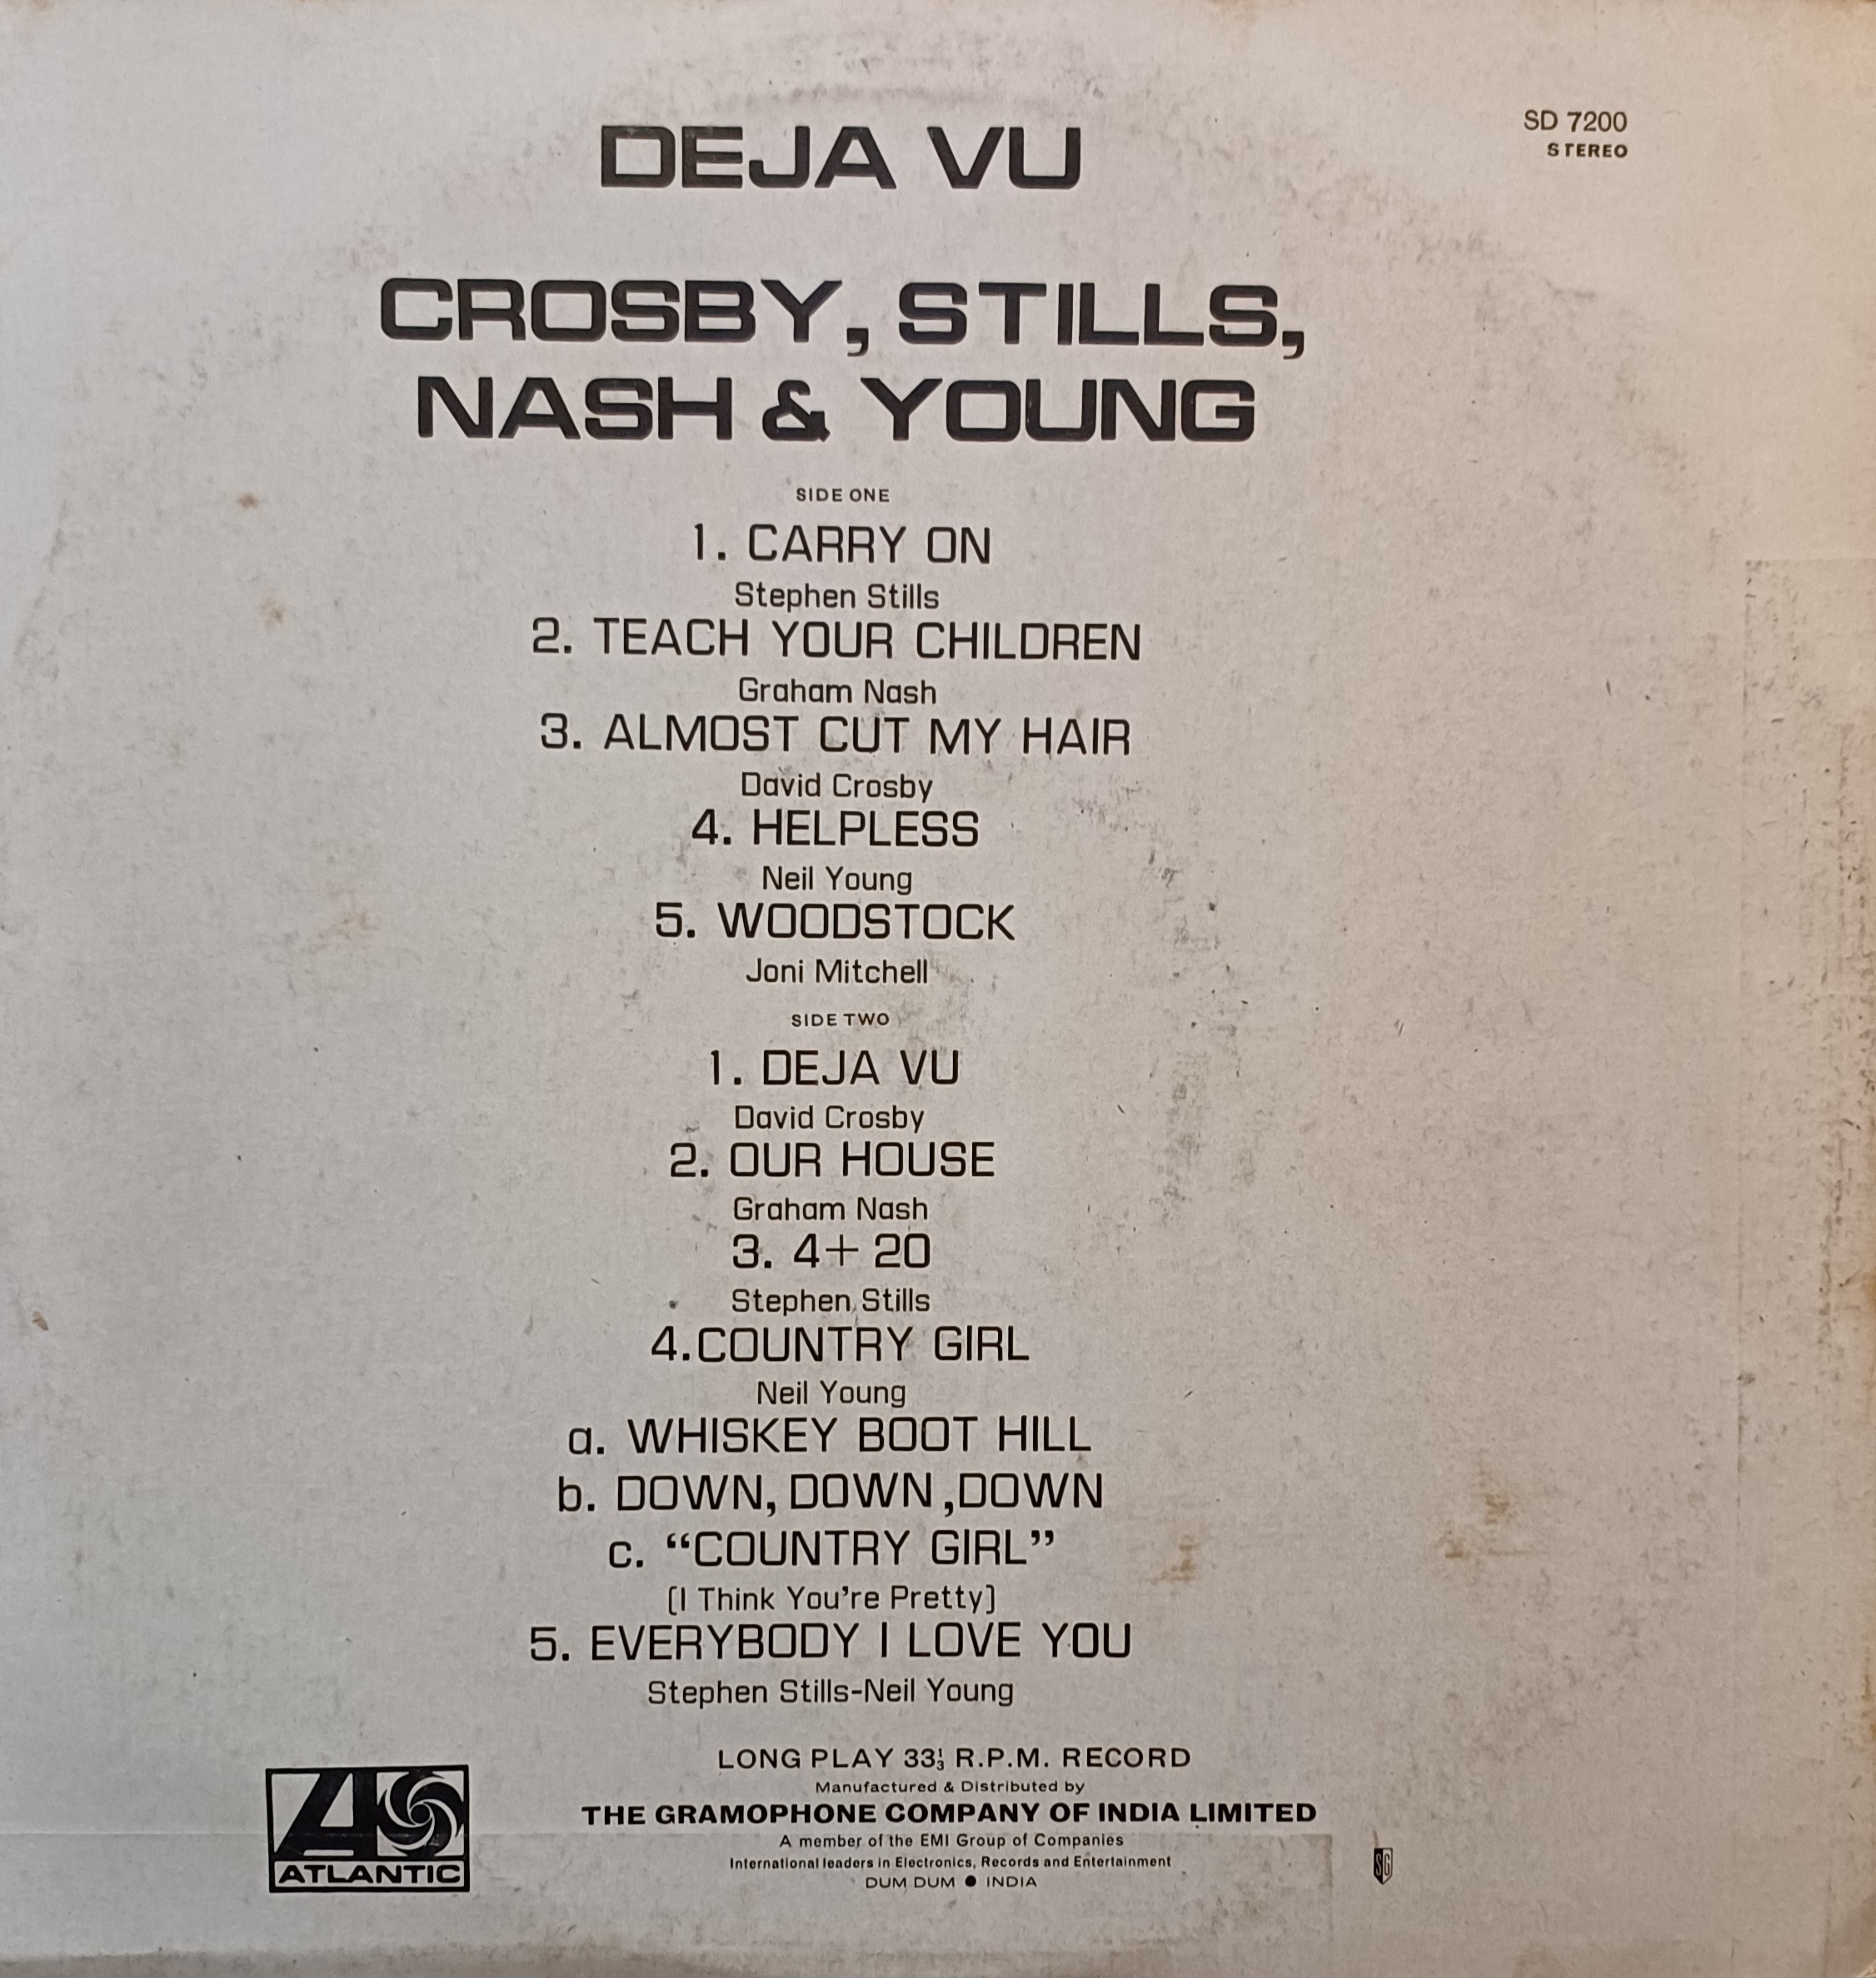 DEJA VU
SD 7200
STEREO
CROSBY, STILLS,
NASH & YOUNG
SIDE ONE
1. CARRY ON
Stephen Stills
2. TEACH YOUR CHILDREN
Graham Nash
3. ALMOST CUT MY HAIR
David Crosby
4. HELPLESS
Neil Young
5. WOODSTOCK
Joni Mitchell
SIDE TWO
1. DEJA VU
David Crosby
2. OUR HOUSE
Graham Nash
3. 4+20
Stephen Stills
4.COUNTRY GIRL
Neil Young
a. WHISKEY BOOT HILL
b. DOWN, DOWN ,DOWN
c. “COUNTRY GIRL”
(I Think You’re Pretty)
5. EVERYBODY I LOVE YOU
Stephen Stills-Neil Young
LONG PLAY 33⅓ R.P.M. RECORD
Manufactured & Distributed by
THE GRAMOPHONE COMPANY OF INDIA LIMITED
A member of the EMI Group of Companies
International leaders in Electronics, Records and Entertainment
DUM DUM ● INDIA
ATLANTIC
SG